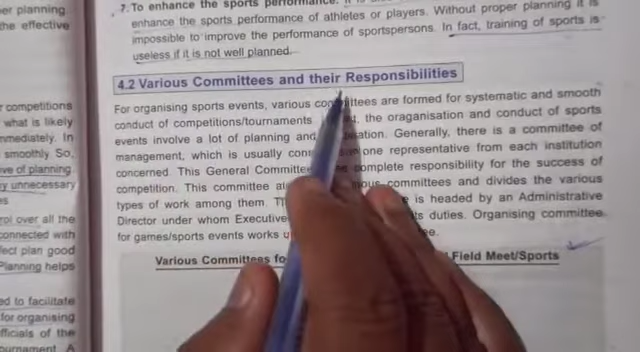 er planning.
he effective
competitions
what is likely
mmediately. In
smoothly So,
ve of planning.
y unnecessary
es
rol over all the
connected with
fect plan good
Planning helps
ed to facilitate
for organising
fficials of the
ournament. A
7. To enhance the sports performance:
enhance the sports performance of athletes or players. Without proper planning it is
impossible to improve the performance of sportspersons. In fact, training of sports is
useless if it is not well planned.
4.2 Various Committees and their Responsibilities
For organising sports events, various committees are formed for systematic and smooth
conduct of competitions/tournaments the oraganisation and conduct of sports
events involve a lot of planning and Generally, there is a committee of
management, which is usually one representative from each institution
concerned. This General Committee complete responsibility for the success of
competition. This committee committees and divides the various
types of work among them. is headed by an Administrative
Director under whom Executive its duties. Organising committee
for games/sports events works
Various Committees fo Field Meet/Sports